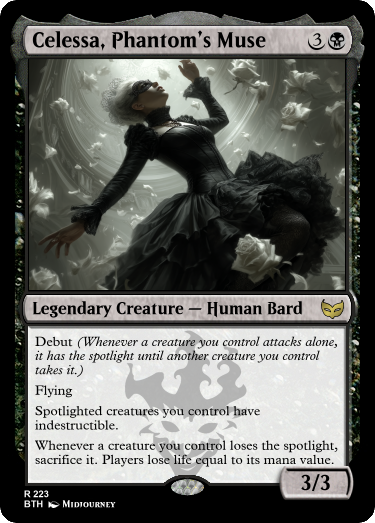 Celessa, Phantom's Muse 3
Legendary Creature — Human Bard
Debut (Whenever a creature you control attacks alone,
it has the spotlight until another creature you control
takes it.)
Flying
Spotlighted creatures you control have
indestructible.
Whenever a creature you control loses the spotlight,
sacrifice it. Players lose life equal to its mana value.
3/3
R 223
BTH Midjourney